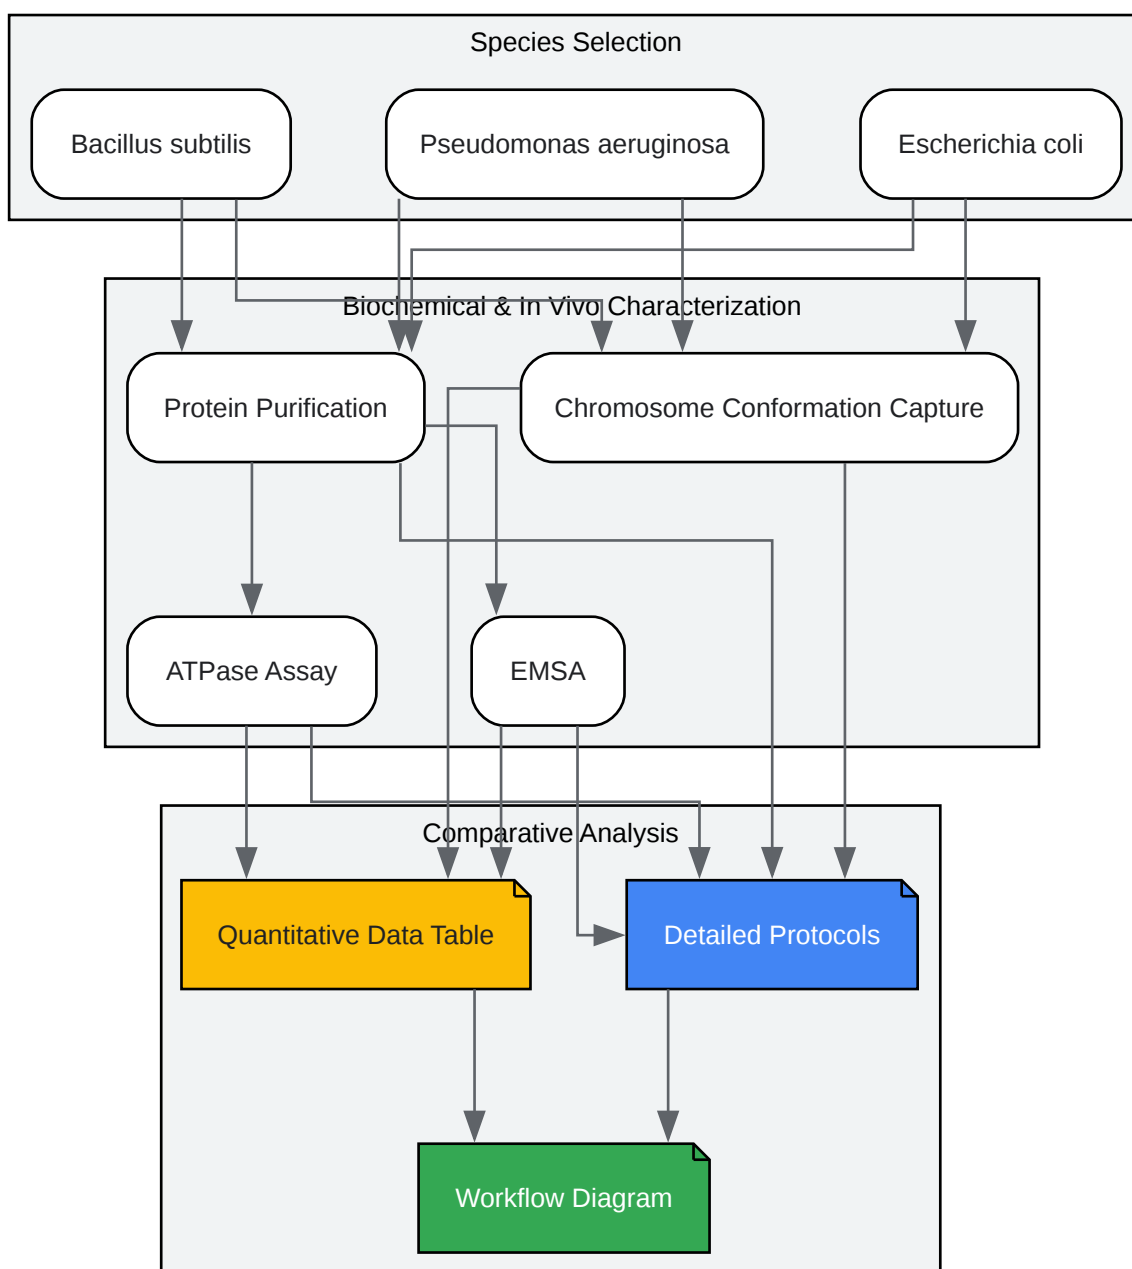 Species Selection
Bacillus subtilis
Pseudomonas aeruginosa
Escherichia coli
Biochemical & In Vivo Characterization
Protein Purification
Chromosome Conformation Capture
ATPase Assay
EMSA
Comparative Analysis
Quantitative Data Table
Detailed Protocols
Workflow Diagram